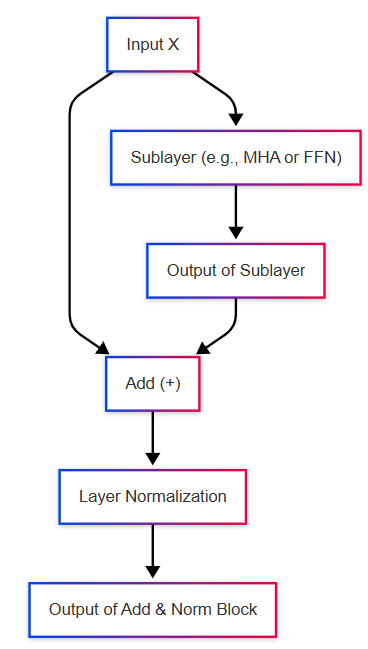 Input X
Sublayer (e.g., MHA or FFN)
Output of Sublayer
Add (+)
Layer Normalization
Output of Add & Norm Block